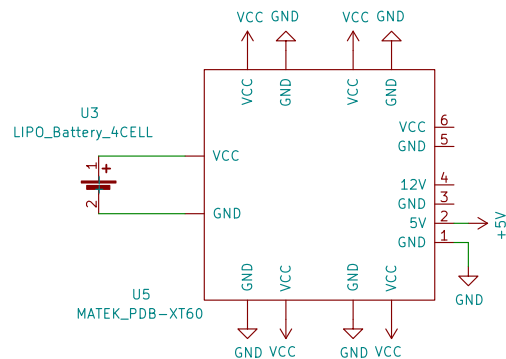 VCC GND VCC GND
VCC GND VCC GND
U3
LIPO_Battery_4CELL
1 +
2
VCC
GND
VCC 6
GND 5
12V 4
GND 3
5V 2
GND 1
+5V
GND
GND VCC GND VCC
U5
MATEK_PDB-XT60
GND VCC GND VCC